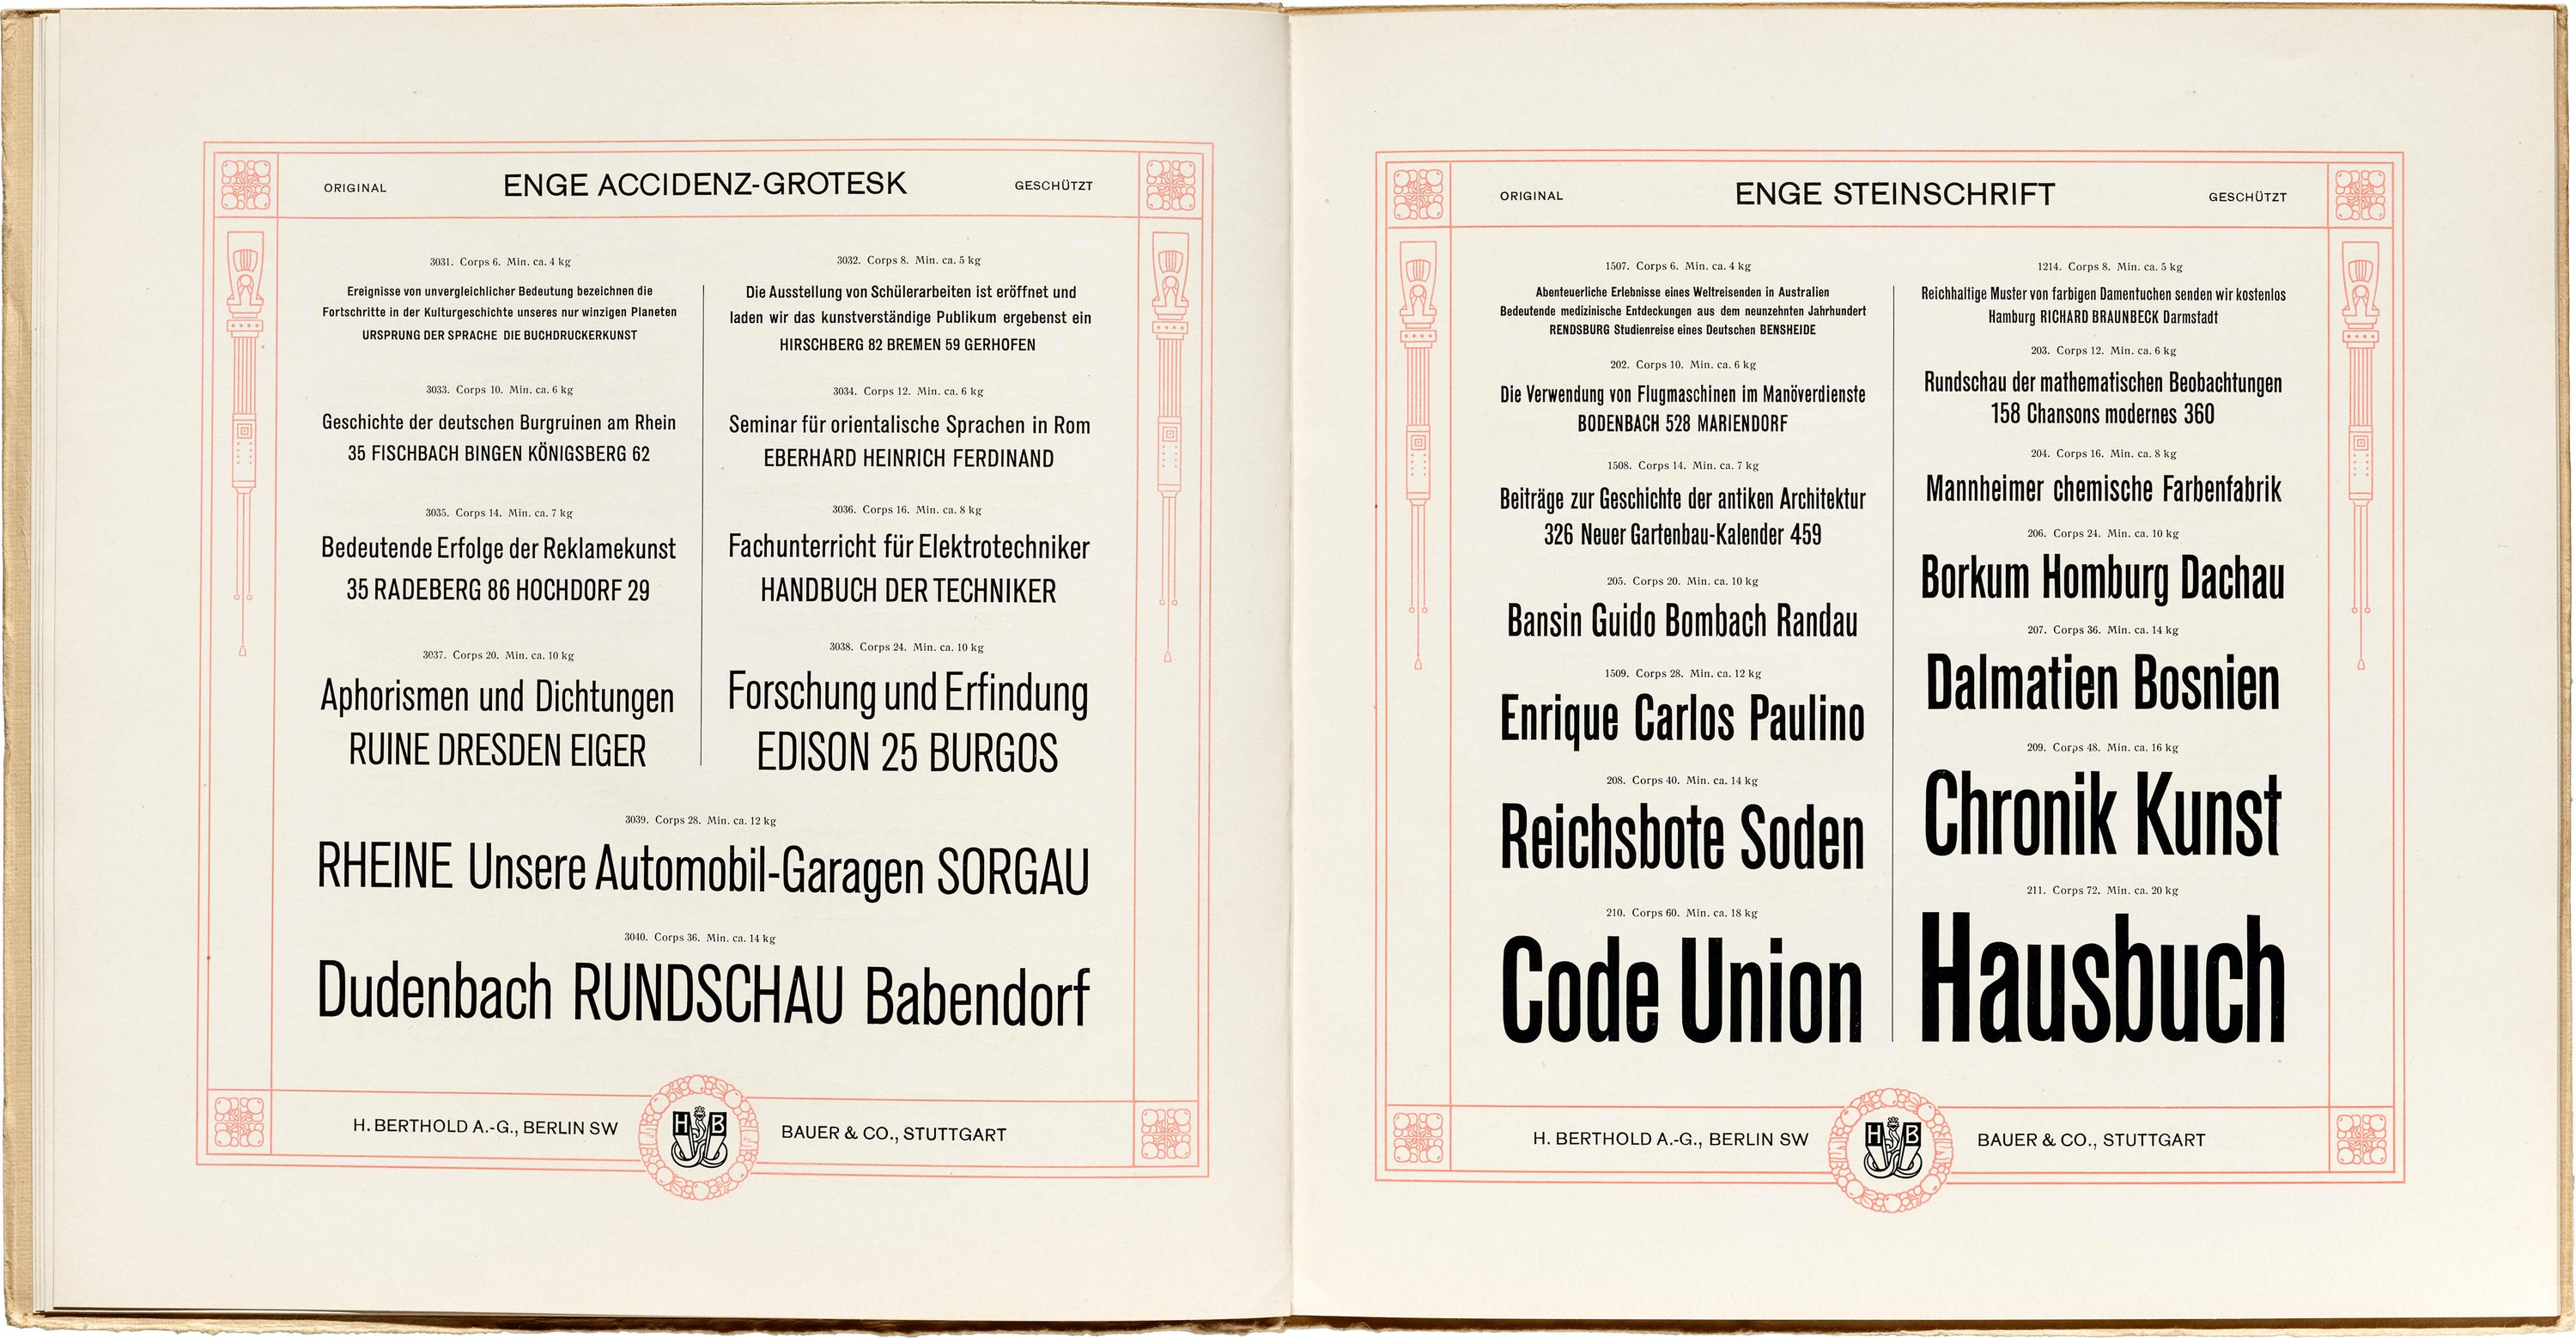 ORIGINAL ENGE ACCIDENZ-GROTESK GESCHÜTZT
3031. Corps 6. Min. ca. 4 kg
Ereignisse von unvergleichlicher Bedeutung bezeichnen die
Fortschritte in der Kulturgeschichte unseres nur winzigen Planeten
URSPRUNG DER SPRACHE DIE BUCHDRUCKERKUNST
3033. Corps 10. Min. ca. 6 kg
Geschichte der deutschen Burgruinen am Rhein
35 FISCHBACH BINGEN KÖNIGSBERG 62
3035. Corps 14. Min. ca. 7 kg
Bedeutende Erfolge der Reklamekunst
35 RADEBERG 86 HOCHDORF 29
3037. Corps 20. Min. ca. 10 kg
Aphorismen und Dichtungen
RUINE DRESDEN EIGER
3032. Corps 8. Min. ca. 5 kg
Die Ausstellung von Schülerarbeiten ist eröffnet und
laden wir das kunstverständige Publikum ergebenst ein
HIRSCHBERG 82 BREMEN 59 GERHOFEN
3034. Corps 12. Min. ca. 6 kg
Seminar für orientalische Sprachen in Rom
EBERHARD HEINRICH FERDINAND
3036. Corps 16. Min. ca. 8 kg
Fachunterricht für Elektrotechniker
HANDBUCH DER TECHNIKER
3038. Corps 24. Min. ca. 10 kg
Forschung und Erfindung
EDISON 25 BURGOS
3039. Corps 28. Min. ca. 12 kg
RHEINE Unsere Automobil-Garagen SORGAU
3040. Corps 36. Min. ca. 14 kg
Dudenbach RUNDSCHAU Babendorf
H. BERTHOLD A.-G., BERLIN SW H B BAUER & CO., STUTTGART
ORIGINAL ENGE STEINSCHRIFT GESCHÜTZT
1507. Corps 6. Min. ca. 4 kg
Abenteuerliche Erlebnisse eines Weltreisenden in Australien
Bedeutende medizinische Entdeckungen aus dem neunzehnten Jahrhundert
RENDSBURG Studienreise eines Deutschen BENSHEIDE
202. Corps 10. Min. ca. 6 kg
Die Verwendung von Flugmaschinen im Manöverdienste
BODENBACH 528 MARIENDORF
1508. Corps 14. Min. ca. 7 kg
Beiträge zur Geschichte der antiken Architektur
326 Neuer Gartenbau-Kalender 459
205. Corps 20. Min. ca. 10 kg
Bansin Guido Bombach Randau
1509. Corps 28. Min. ca. 12 kg
Enrique Carlos Paulino
208. Corps 40. Min. ca. 14 kg
Reichsbote Soden
210. Corps 60. Min. ca. 18 kg
Code Union
1214. Corps 8. Min. ca. 5 kg
Reichhaltige Muster von farbigen Damentuchen senden wir kostenlos
Hamburg RICHARD BRAUNBECK Darmstadt
203. Corps 12. Min. ca. 6 kg
Rundschau der mathematischen Beobachtungen
158 Chansons modernes 360
204. Corps 16. Min. ca. 8 kg
Mannheimer chemische Farbenfabrik
206. Corps 24. Min. ca. 10 kg
Borkum Homburg Dachau
207. Corps 36. Min. ca. 14 kg
Dalmatien Bosnien
209. Corps 48. Min. ca. 16 kg
Chronik Kunst
211. Corps 72. Min. ca. 20 kg
Hausbuch
H. BERTHOLD A.-G., BERLIN SW H B BAUER & CO., STUTTGART